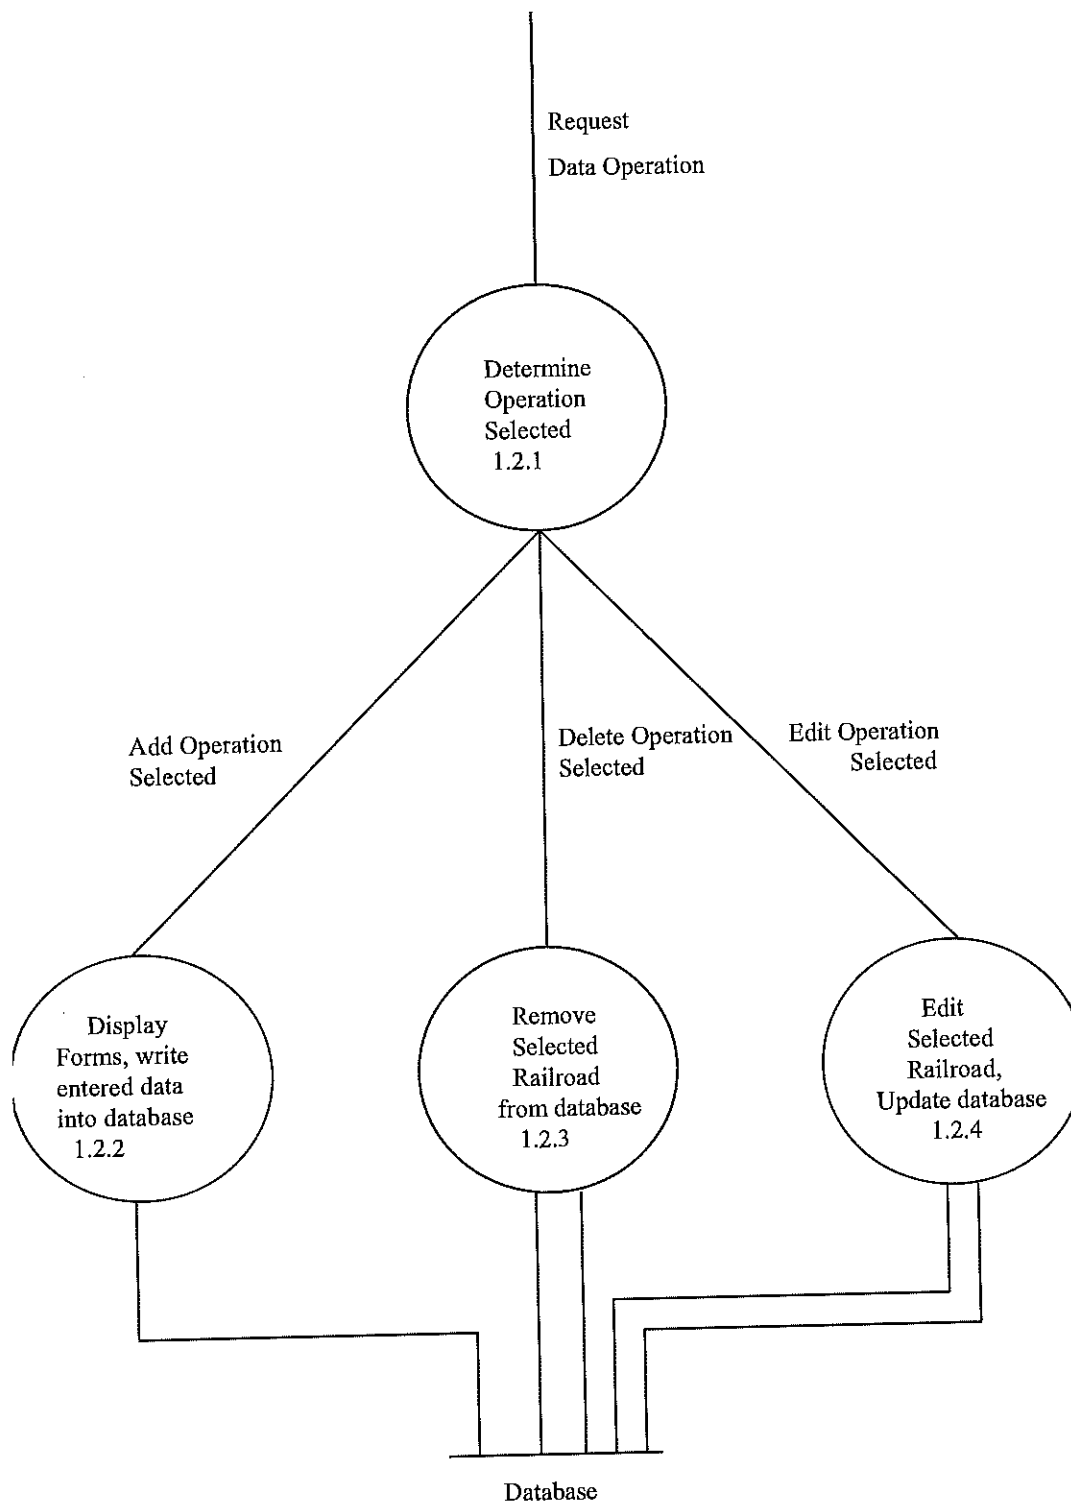 Request
Data Operation
Determine
Operation
Selected
1.2.1
Add Operation
Selected
Delete Operation
Selected
Edit Operation
Selected
Display
Forms, write
entered data
into database
1.2.2
Remove
Selected
Railroad
from database
1.2.3
Edit
Selected
Railroad,
Update database
1.2.4
Database